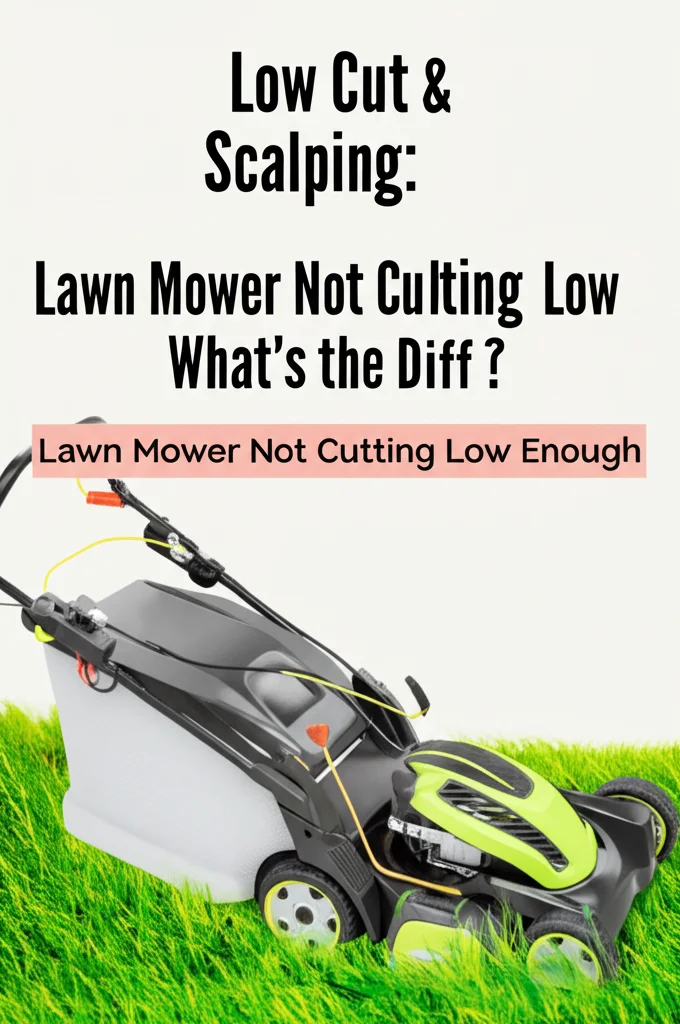 Low Cut &
Scalping:
Lawn Mower Not Culting Low
What's the Diff ?
Lawn Mower Not Cutting Low Enough